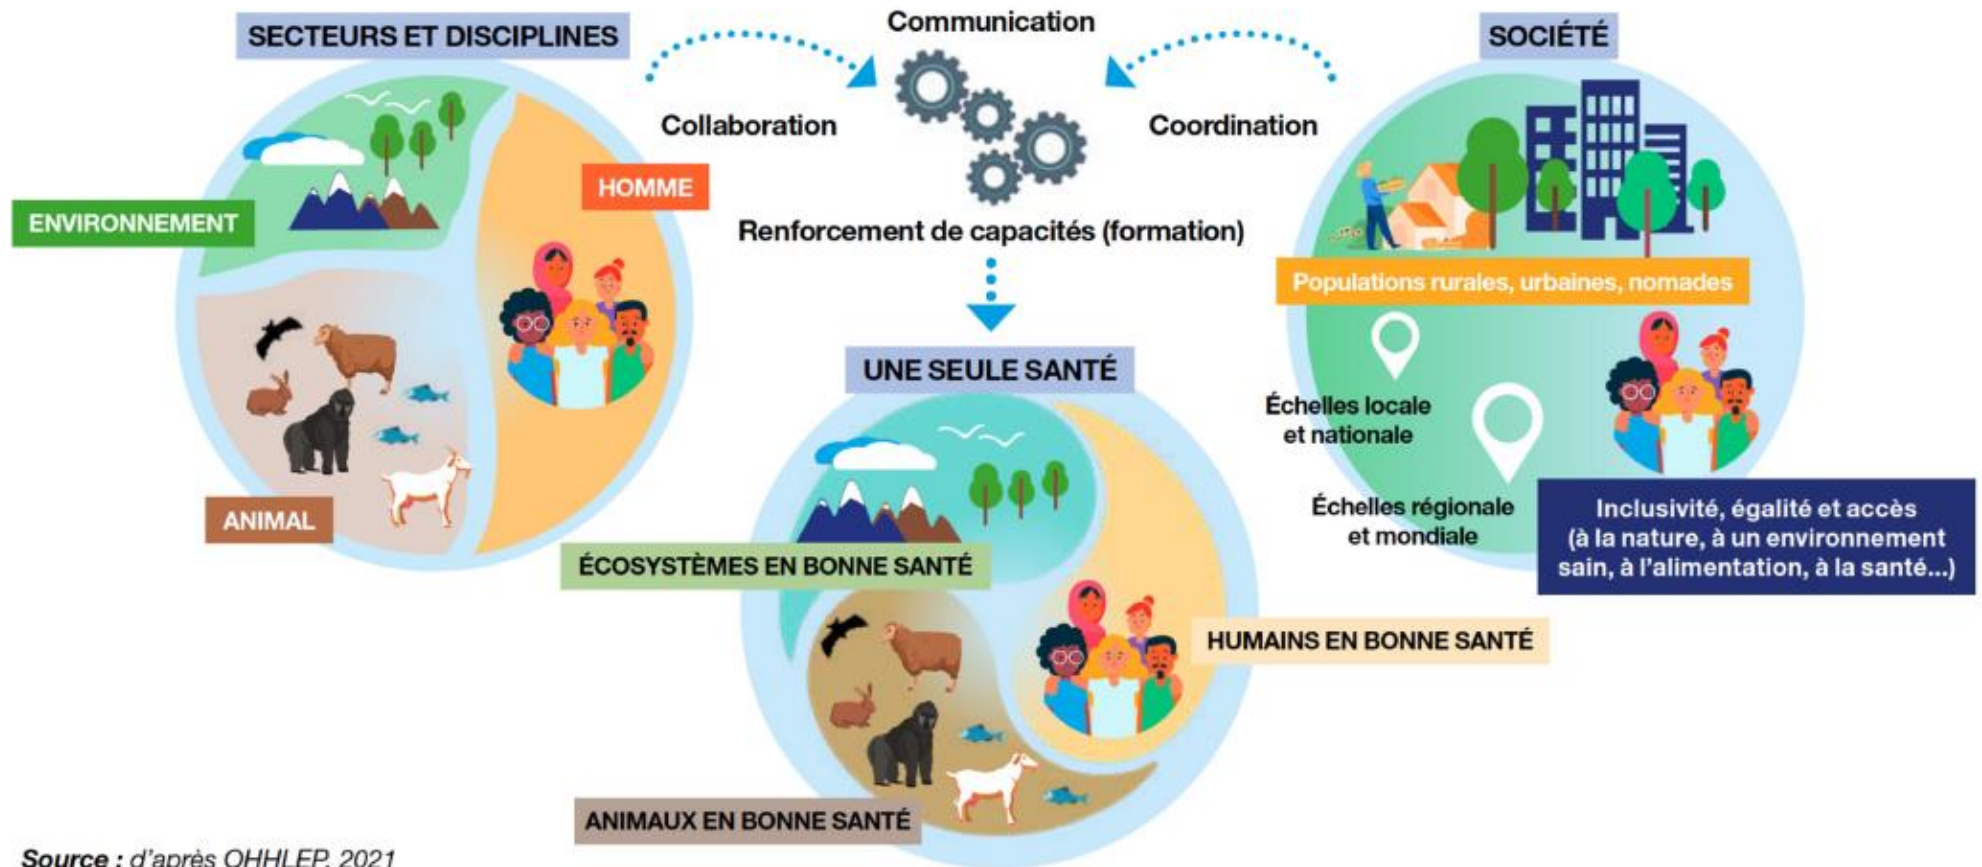 SECTEURS ET DISCIPLINES
Communication
SOCIÉTÉ
Collaboration
Coordination
HOMME
ENVIRONNEMENT
Renforcement de capacités (formation)
Populations rurales, urbaines, nomades
UNE SEULE SANTÉ
Échelles locale
et nationale
ANIMAL
Échelles régionale
et mondiale
Inclusivité, égalité et accès
(à la nature, à un environnement
sain, à l'alimentation, à la santé...)
ÉCOSYSTÈMES EN BONNE SANTÉ
HUMAINS EN BONNE SANTÉ
ANIMAUX EN BONNE SANTÉ
Source : d'après OHHLEP, 2021